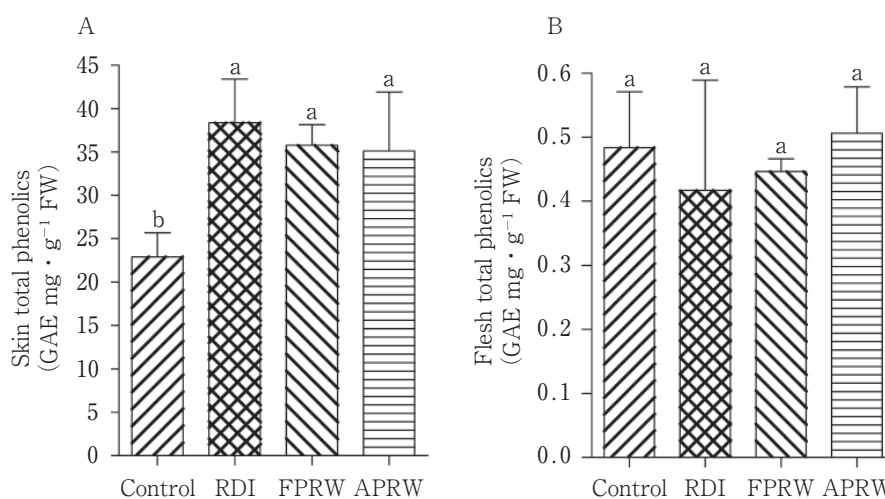 A
Skin total phenolics
(GAE mg・g⁻¹ FW)
45
40
35
30
25
20
15
10
5
0
b
a
a
a
Control RDI FPRW APRW
B
Flesh total phenolics
(GAE mg・g⁻¹ FW)
0.6
0.5
0.4
0.3
0.2
0.1
0.0
a
a
a
a
Control RDI FPRW APRW